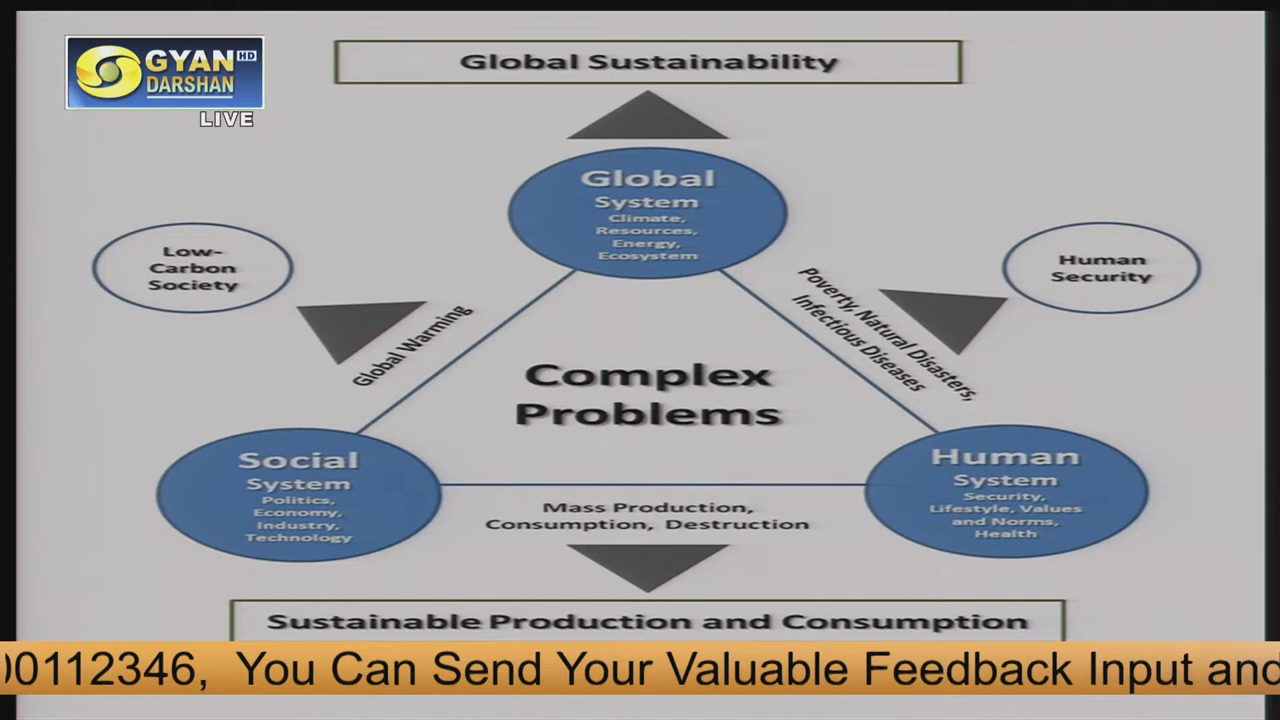 GYAN HD
DARSHAN
LIVE
Global Sustainability
Global
System
Climate,
Resources,
Energy,
Ecosystem
Low-
Carbon
Society
Human
Security
Global Warming
Poverty, Natural Disasters,
Infectious Diseases
Complex
Problems
Social
System
Politics,
Economy,
Industry,
Technology
Human
System
Security,
Lifestyle, Values
and Norms,
Health
Mass Production,
Consumption, Destruction
Sustainable Production and Consumption
00112346, You Can Send Your Valuable Feedback Input and